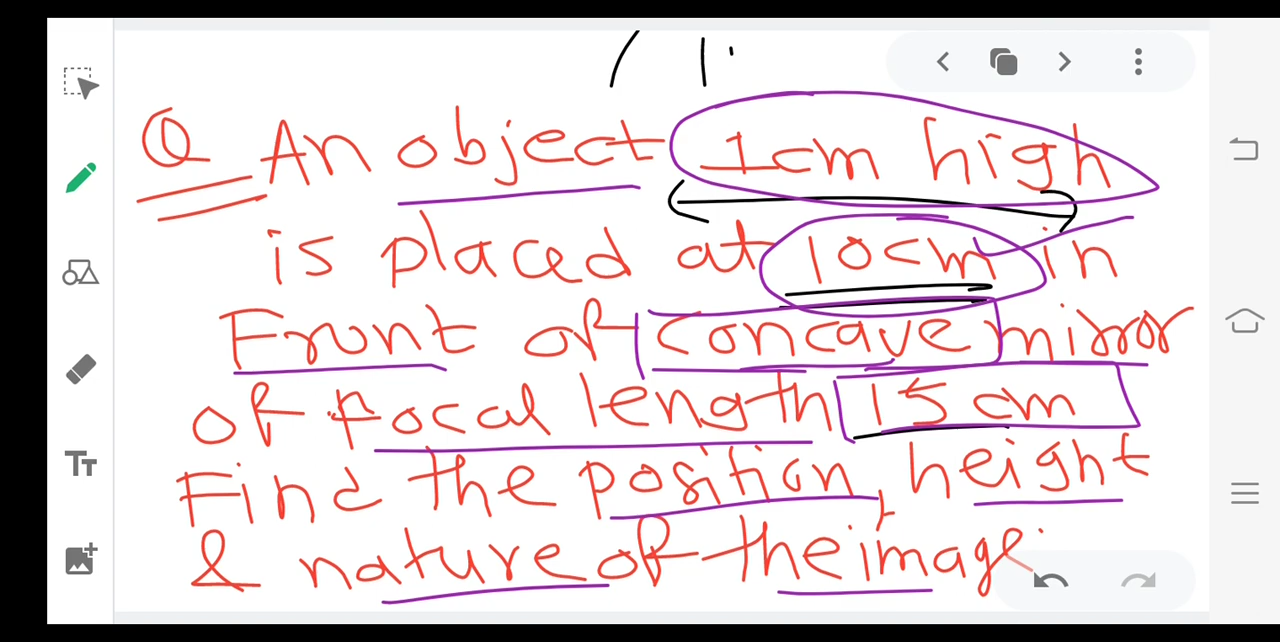 Q An object 1cm high
is placed at 10cm in
Front of concave mirror
of focal length 15 cm
Find the position, height
& nature of the image
Tт